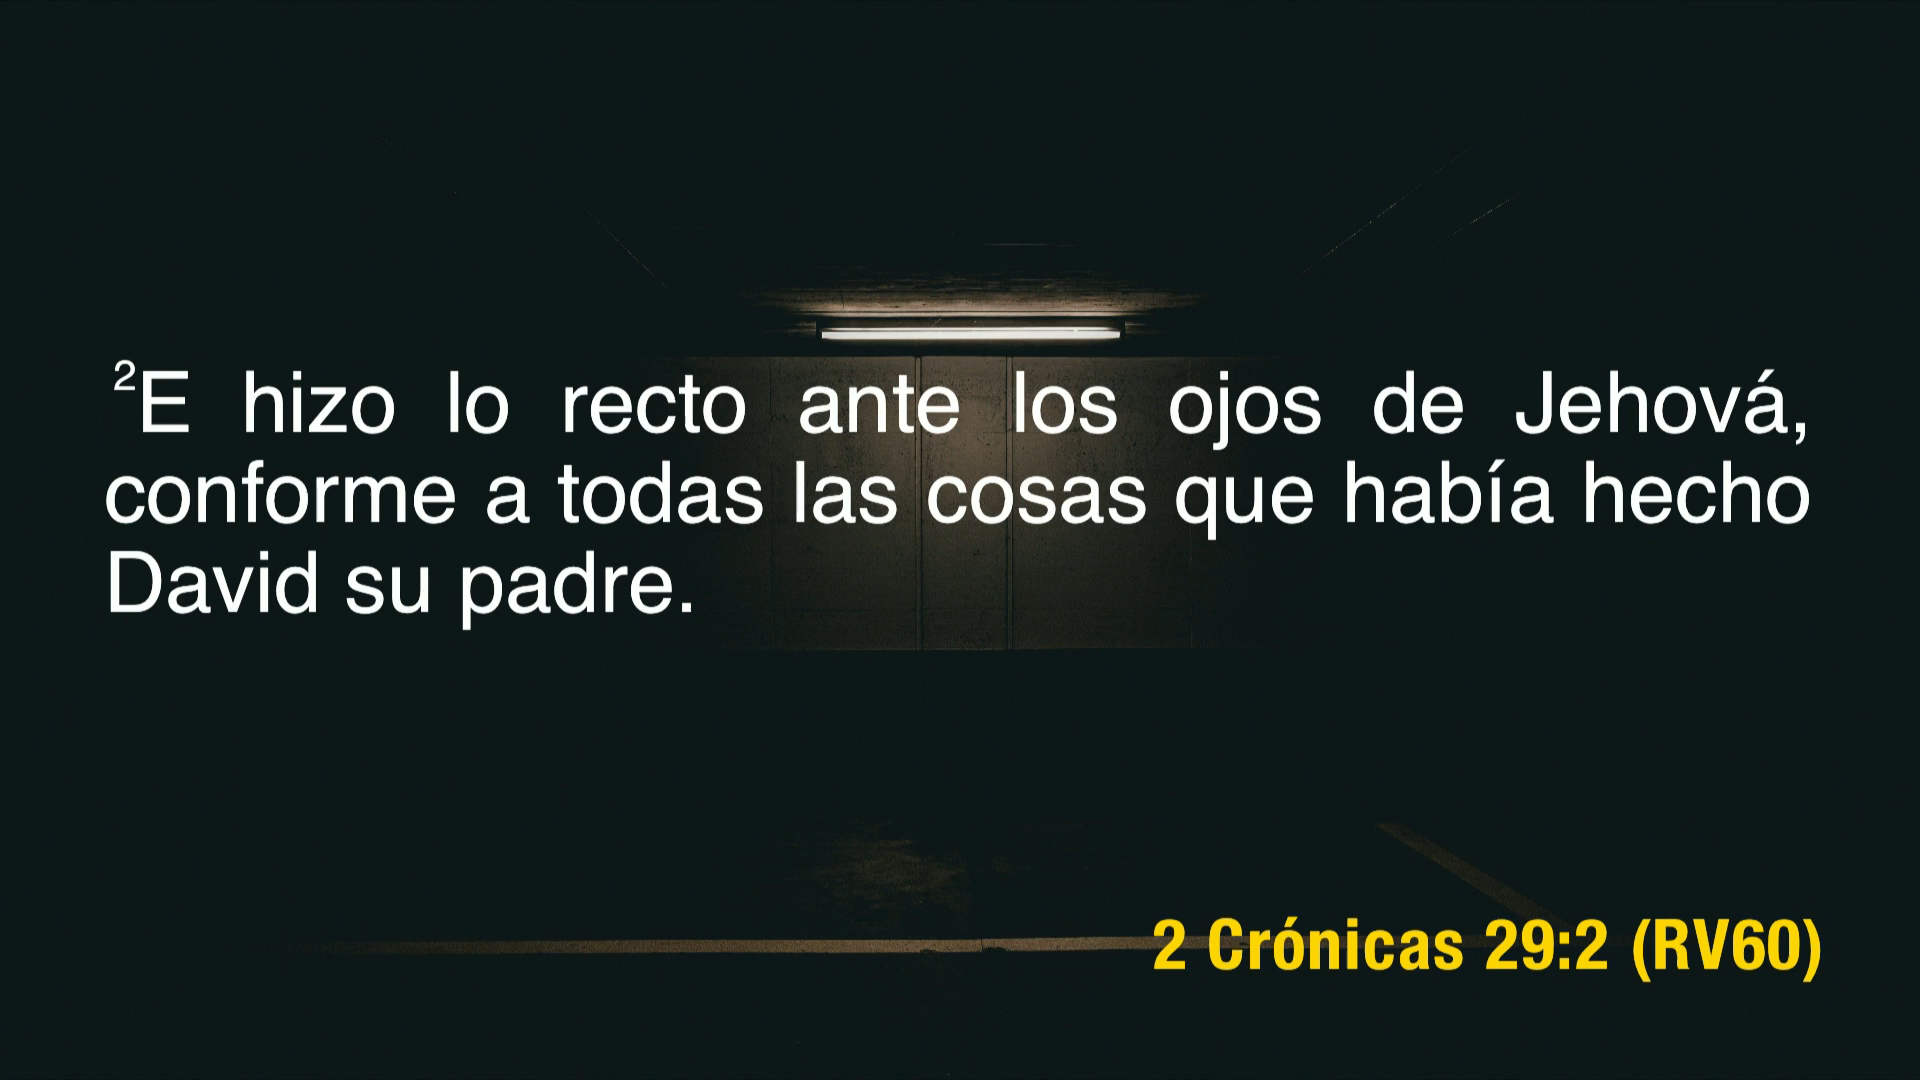 ²E hizo lo recto ante los ojos de Jehová,
conforme a todas las cosas que había hecho
David su padre.
2 Crónicas 29:2 (RV60)